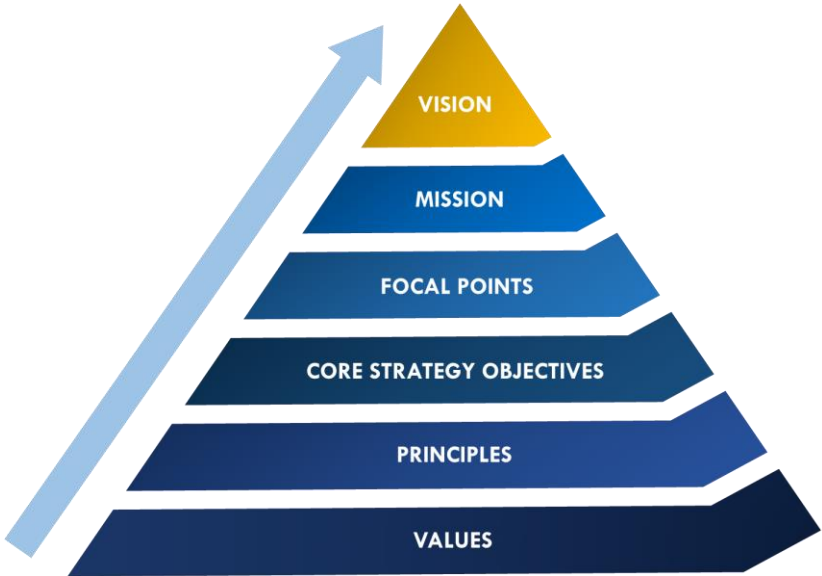 VISION
MISSION
FOCAL POINTS
CORE STRATEGY OBJECTIVES
PRINCIPLES
VALUES